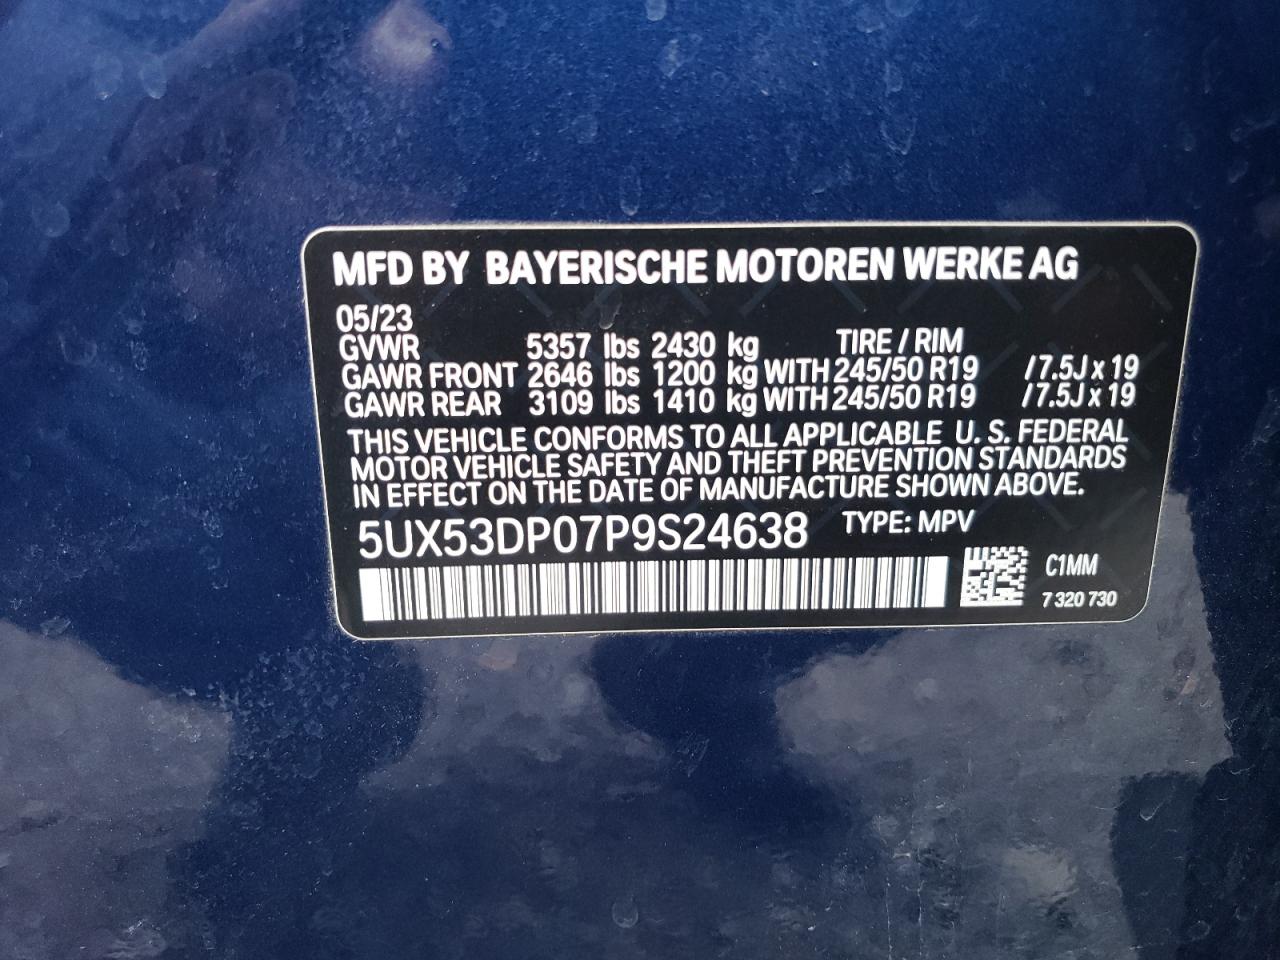 MFD BY BAYERISCHE MOTOREN WERKE AG
05/23
GVWR 5357 lbs 2430 kg TIRE / RIM
GAWR FRONT 2646 lbs 1200 kg WITH 245/50 R19 /7.5J x 19
GAWR REAR 3109 lbs 1410 kg WITH 245/50 R19 /7.5J x 19
THIS VEHICLE CONFORMS TO ALL APPLICABLE U. S. FEDERAL
MOTOR VEHICLE SAFETY AND THEFT PREVENTION STANDARDS
IN EFFECT ON THE DATE OF MANUFACTURE SHOWN ABOVE.
5UX53DP07P9S24638 TYPE: MPV
C1MM
7 320 730